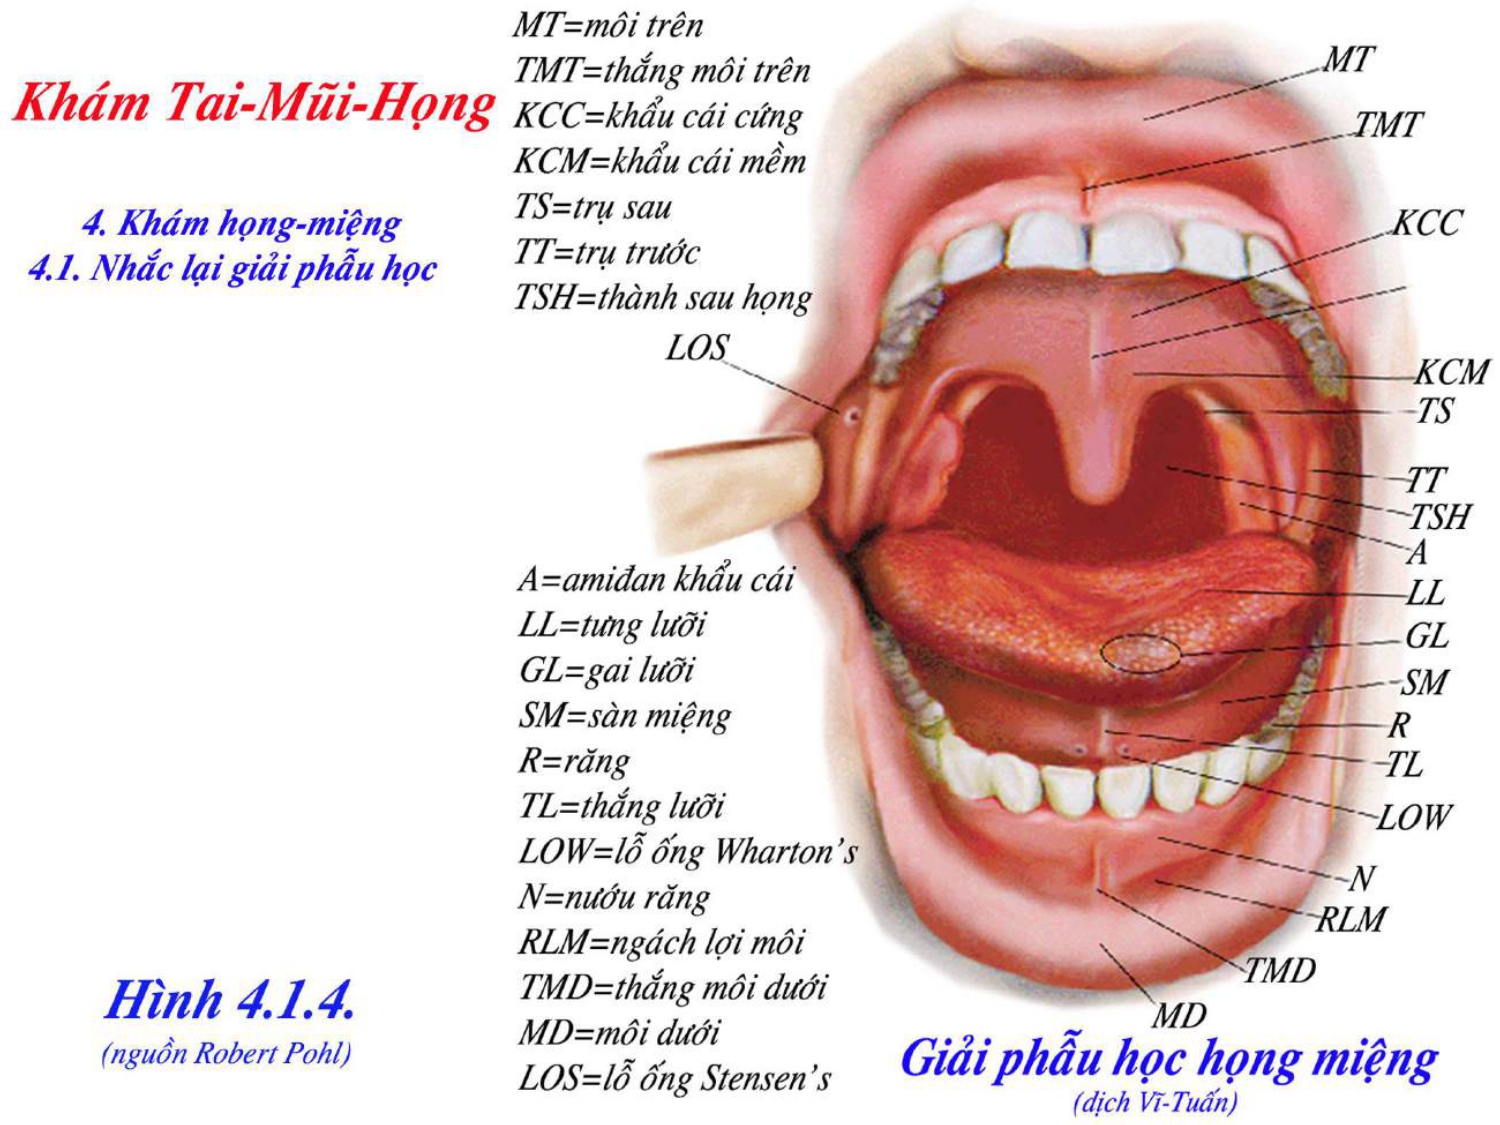 Khám Tai-Mũi-Họng
4. Khám họng-miệng
4.1. Nhắc lại giải phẫu học
MT=môi trên
TMT=thắng môi trên
KCC=khẩu cái cứng
KCM=khẩu cái mềm
TS=trụ sau
TT=trụ trước
TSH=thành sau họng
LOS
MT
TMT
KCC
KCM
TS
TT
TSH
A
LL
GL
SM
R
TL
LOW
N
RLM
TMD
MD
A=amiđan khẩu cái
LL=tưng lưỡi
GL=gai lưỡi
SM=sàn miệng
R=răng
TL=thắng lưỡi
LOW=lỗ ống Wharton's
N=nướu răng
RLM=ngách lợi môi
TMD=thắng môi dưới
MD=môi dưới
LOS=lỗ ống Stensen's
Hình 4.1.4.
(nguồn Robert Pohl)
Giải phẫu học họng miệng
(dịch Vĩ-Tuấn)